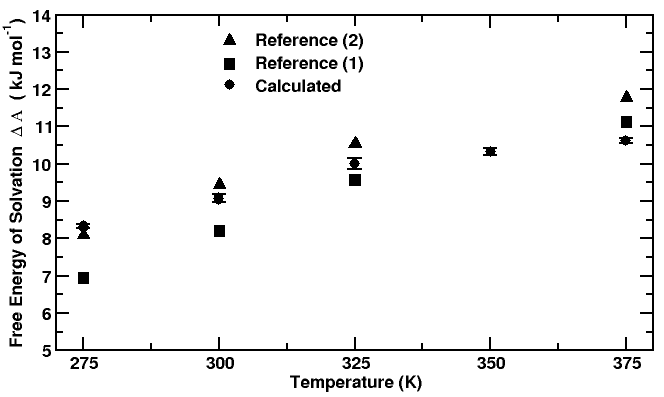 14
13
12
11
10
9
8
7
6
5
Free Energy of Solvation Δ A ( kJ mol⁻¹)
Reference (2)
Reference (1)
Calculated
275 300 325 350 375
Temperature (K)